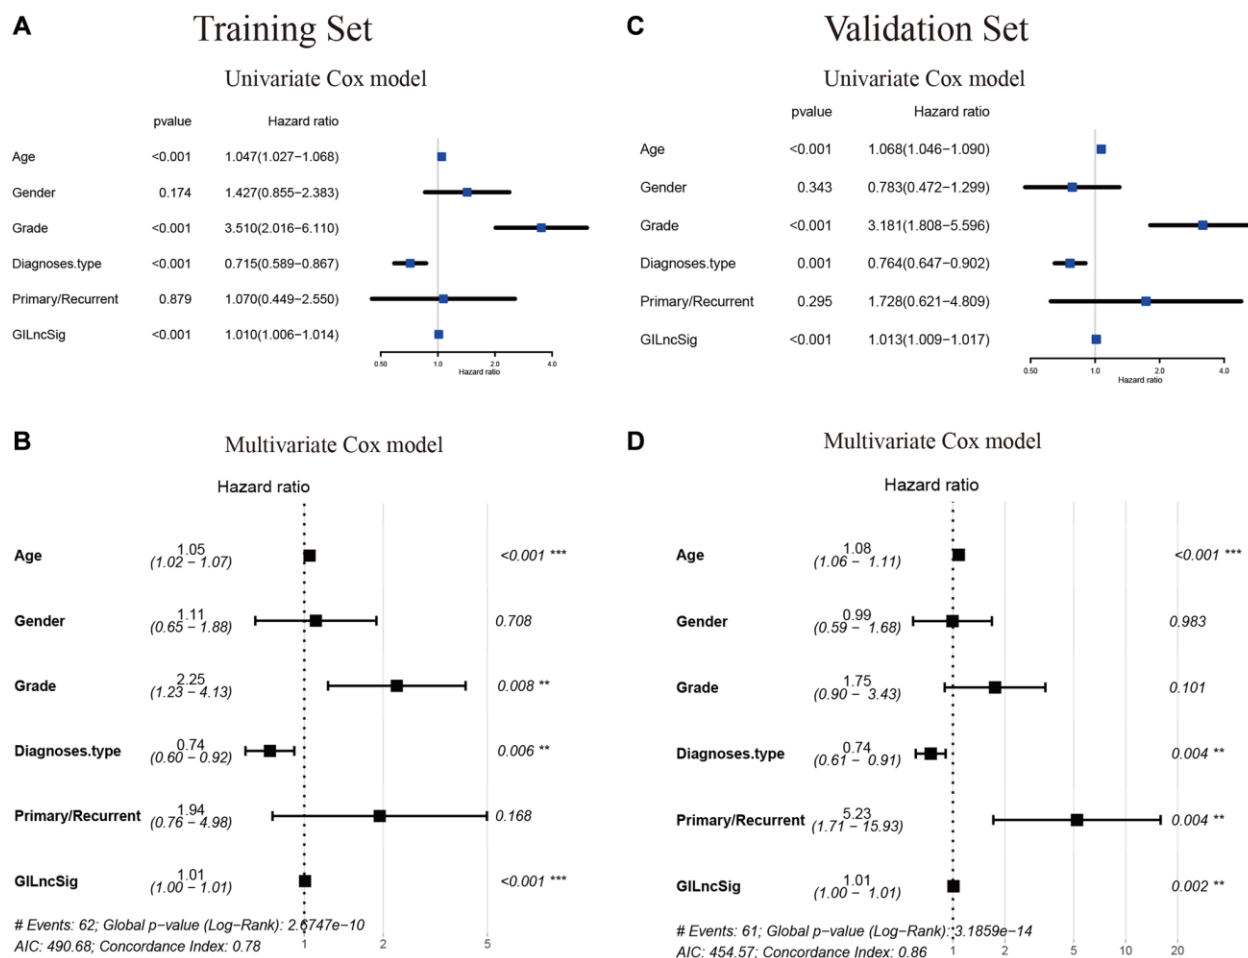 A Training Set
Univariate Cox model
pvalue Hazard ratio
Age <0.001 1.047(1.027−1.068)
Gender 0.174 1.427(0.855−2.383)
Grade <0.001 3.510(2.016−6.110)
Diagnoses.type <0.001 0.715(0.589−0.867)
Primary/Recurrent 0.879 1.070(0.449−2.550)
GILncSig <0.001 1.010(1.006−1.014)
0.50 1.0 2.0 4.0
Hazard ratio
B Multivariate Cox model
Hazard ratio
Age 1.05 <0.001 ***
(1.02 − 1.07)
Gender 1.11 0.708
(0.65 − 1.88)
Grade 2.25 0.008 **
(1.23 − 4.13)
Diagnoses.type 0.74 0.006 **
(0.60 − 0.92)
Primary/Recurrent 1.94 0.168
(0.76 − 4.98)
GILncSig 1.01 <0.001 ***
(1.00 − 1.01)
# Events: 62; Global p−value (Log−Rank): 2.6747e−10
AIC: 490.68; Concordance Index: 0.78
1 2 5
C Validation Set
Univariate Cox model
pvalue Hazard ratio
Age <0.001 1.068(1.046−1.090)
Gender 0.343 0.783(0.472−1.299)
Grade <0.001 3.181(1.808−5.596)
Diagnoses.type 0.001 0.764(0.647−0.902)
Primary/Recurrent 0.295 1.728(0.621−4.809)
GILncSig <0.001 1.013(1.009−1.017)
0.50 1.0 2.0 4.0
Hazard ratio
D Multivariate Cox model
Hazard ratio
Age 1.08 <0.001 ***
(1.06 − 1.11)
Gender 0.99 0.983
(0.59 − 1.68)
Grade 1.75 0.101
(0.90 − 3.43)
Diagnoses.type 0.74 0.004 **
(0.61 − 0.91)
Primary/Recurrent 5.23 0.004 **
(1.71 − 15.93)
GILncSig 1.01 0.002 **
(1.00 − 1.01)
# Events: 61; Global p−value (Log−Rank): 3.1859e−14
AIC: 454.57; Concordance Index: 0.86
1 2 5 10 20